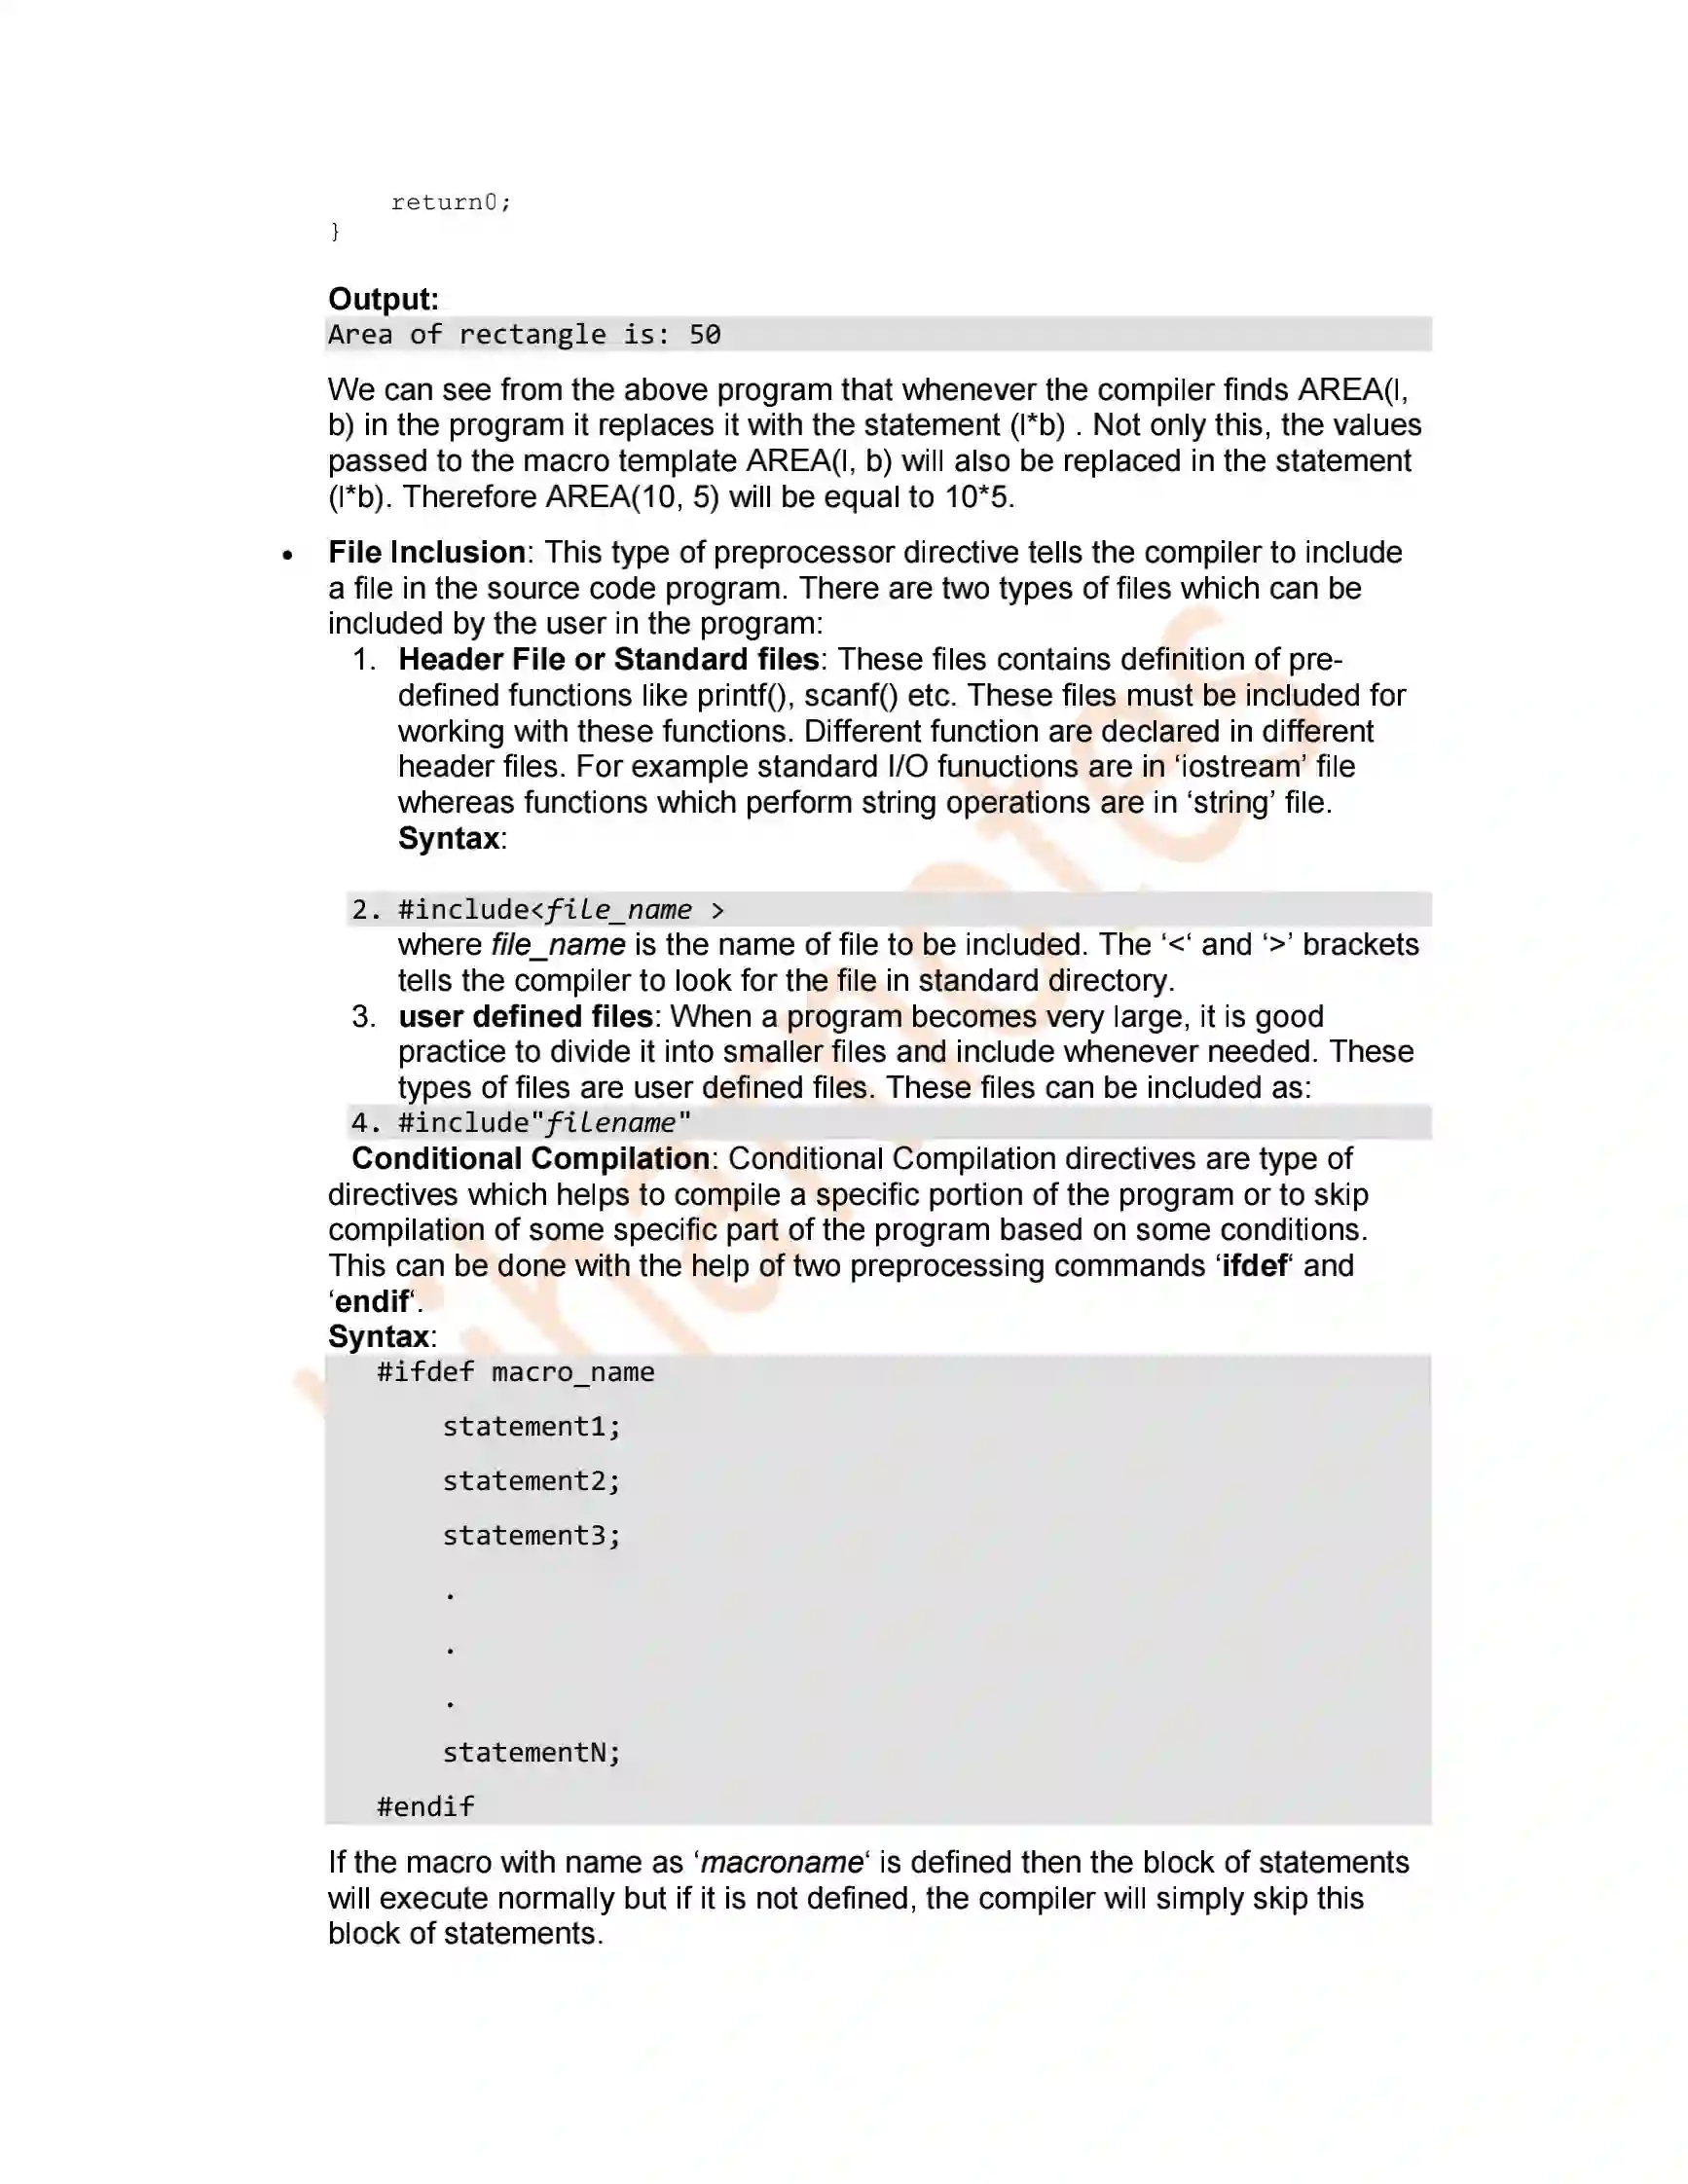 return0;
}
Output:
Area of rectangle is: 50
We can see from the above program that whenever the compiler finds AREA(l,
b) in the program it replaces it with the statement (l*b) . Not only this, the values
passed to the macro template AREA(l, b) will also be replaced in the statement
(l*b). Therefore AREA(10, 5) will be equal to 10*5.
• File Inclusion: This type of preprocessor directive tells the compiler to include
a file in the source code program. There are two types of files which can be
included by the user in the program:
1. Header File or Standard files: These files contains definition of pre-
defined functions like printf(), scanf() etc. These files must be included for
working with these functions. Different function are declared in different
header files. For example standard I/O funuctions are in ‘iostream’ file
whereas functions which perform string operations are in ‘string’ file.
Syntax:
2. #include<file_name >
where file_name is the name of file to be included. The ‘<‘ and ‘>’ brackets
tells the compiler to look for the file in standard directory.
3. user defined files: When a program becomes very large, it is good
practice to divide it into smaller files and include whenever needed. These
types of files are user defined files. These files can be included as:
4. #include"filename"
Conditional Compilation: Conditional Compilation directives are type of
directives which helps to compile a specific portion of the program or to skip
compilation of some specific part of the program based on some conditions.
This can be done with the help of two preprocessing commands ‘ifdef‘ and
‘endif‘.
Syntax:
#ifdef macro_name
statement1;
statement2;
statement3;
.
.
.
statementN;
#endif
If the macro with name as ‘macroname‘ is defined then the block of statements
will execute normally but if it is not defined, the compiler will simply skip this
block of statements.